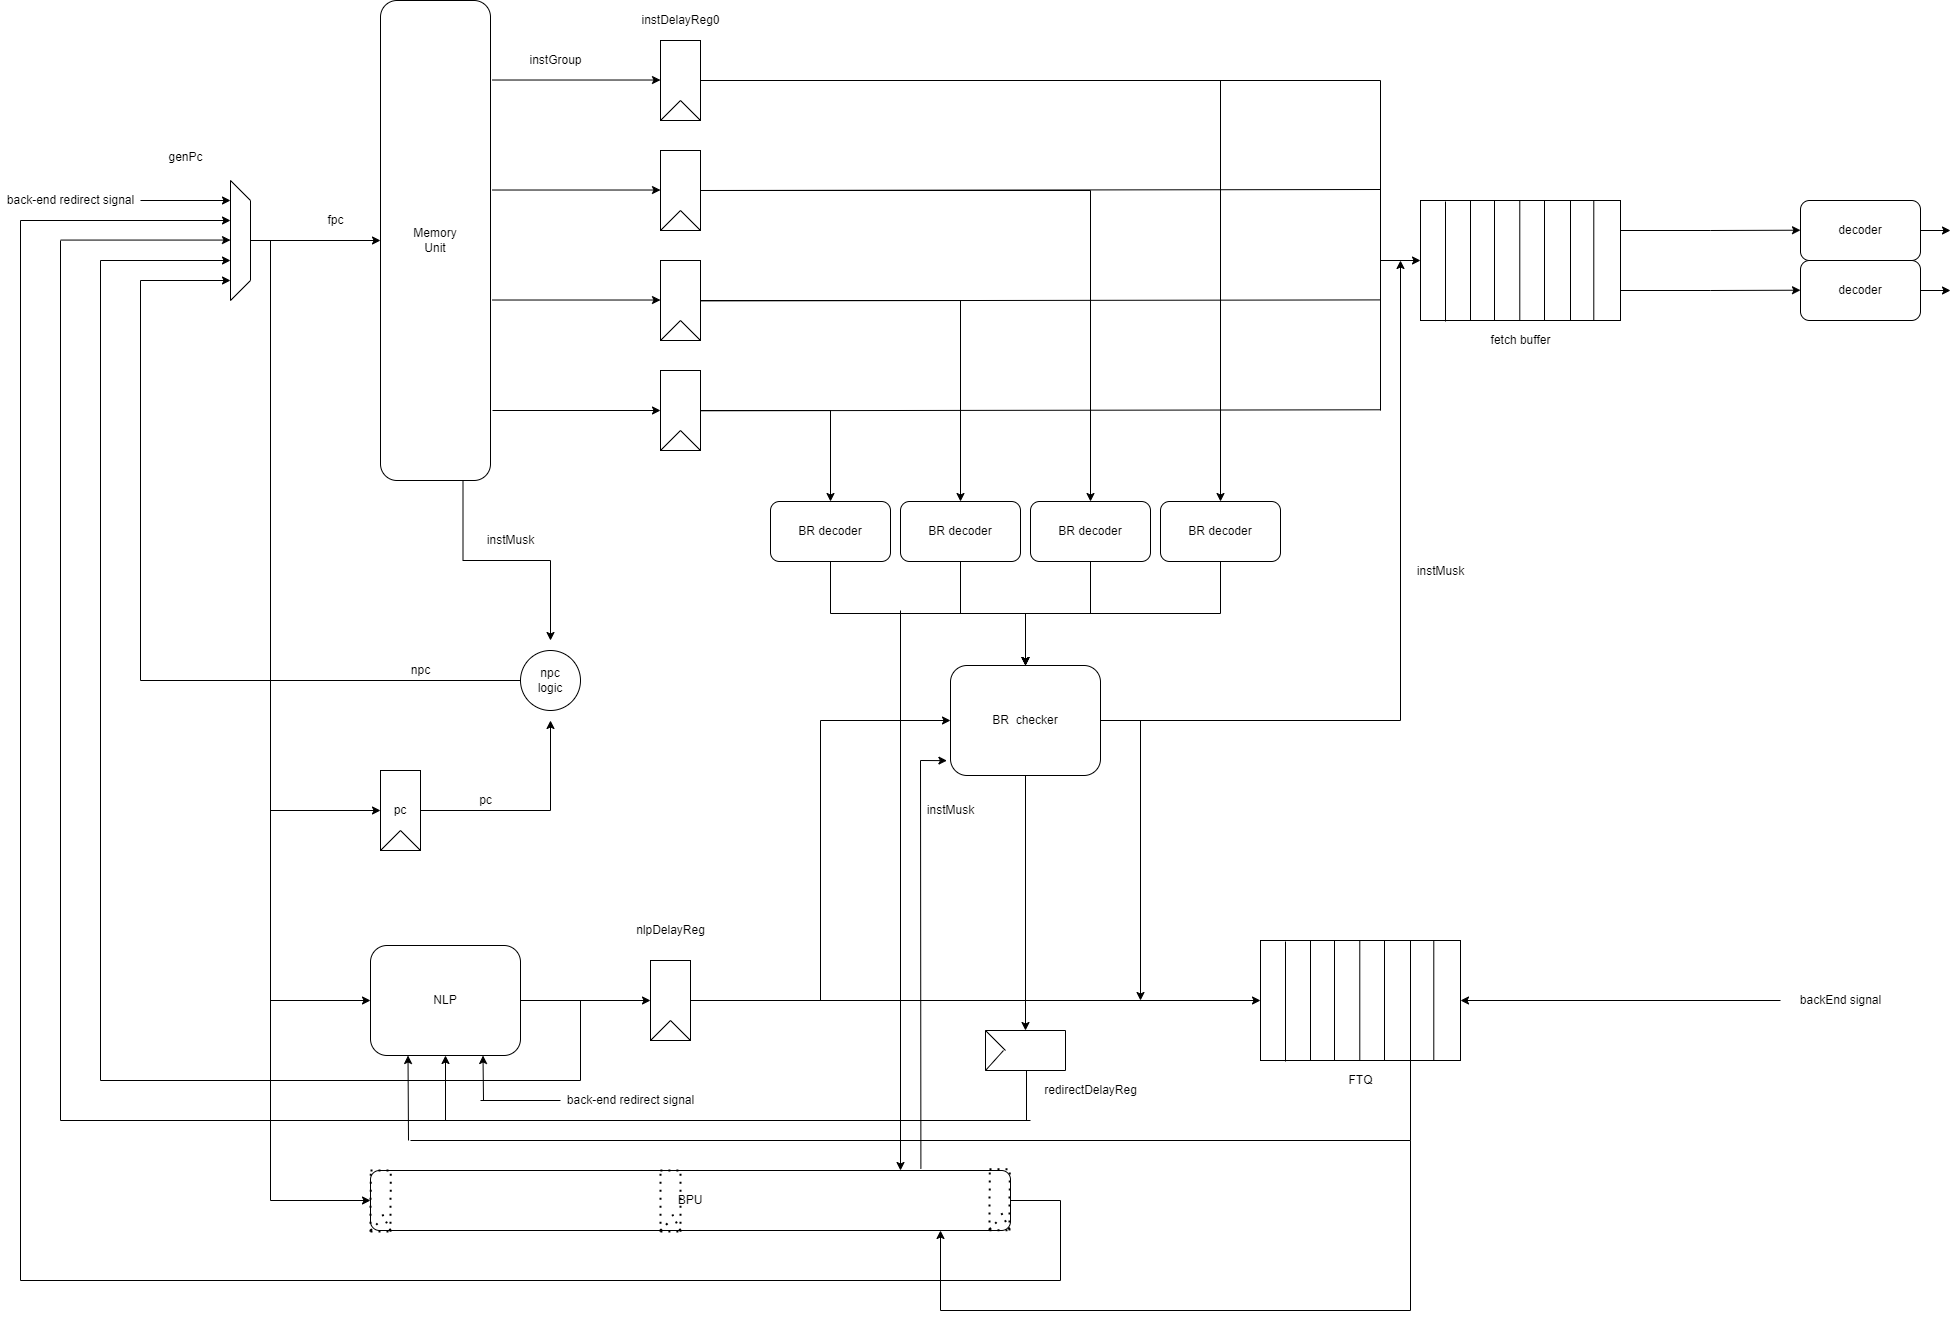 instDelayReg0
instGroup
genPc
back-end redirect signal
fpc
Memory
Unit
decoder
decoder
fetch buffer
BR decoder
BR decoder
BR decoder
BR decoder
instMusk
instMusk
npc
npc
logic
BR  checker
pc
pc
instMusk
nlpDelayReg
NLP
backEnd signal
FTQ
redirectDelayReg
back-end redirect signal
BPU